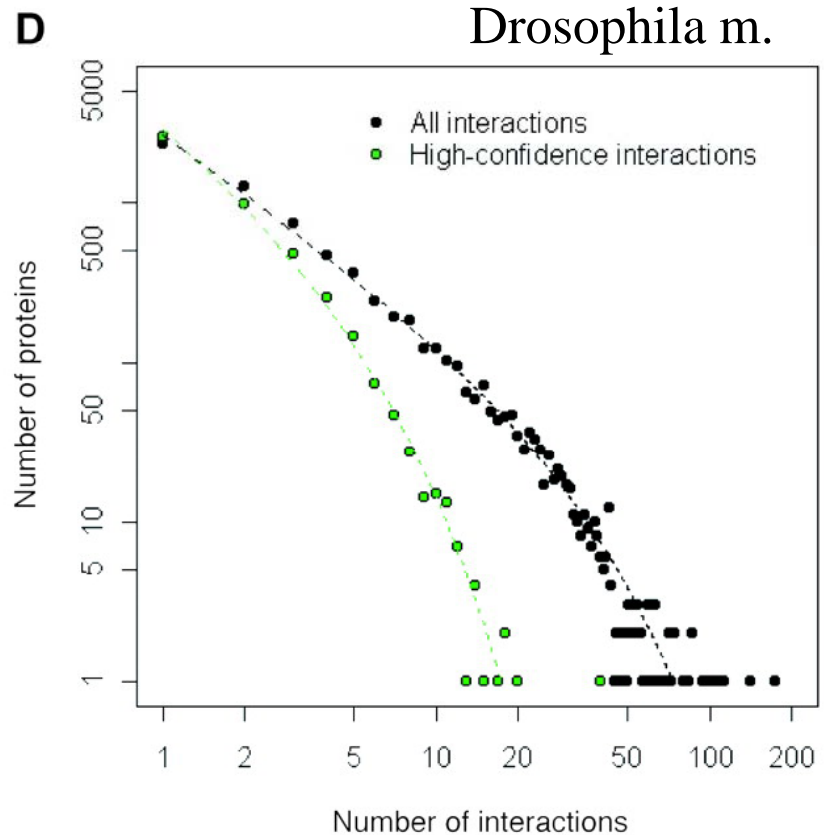 D
Drosophila m.
All interactions
High-confidence interactions
Number of proteins
5000
500
50
10
5
1
1 2 5 10 20 50 100 200
Number of interactions